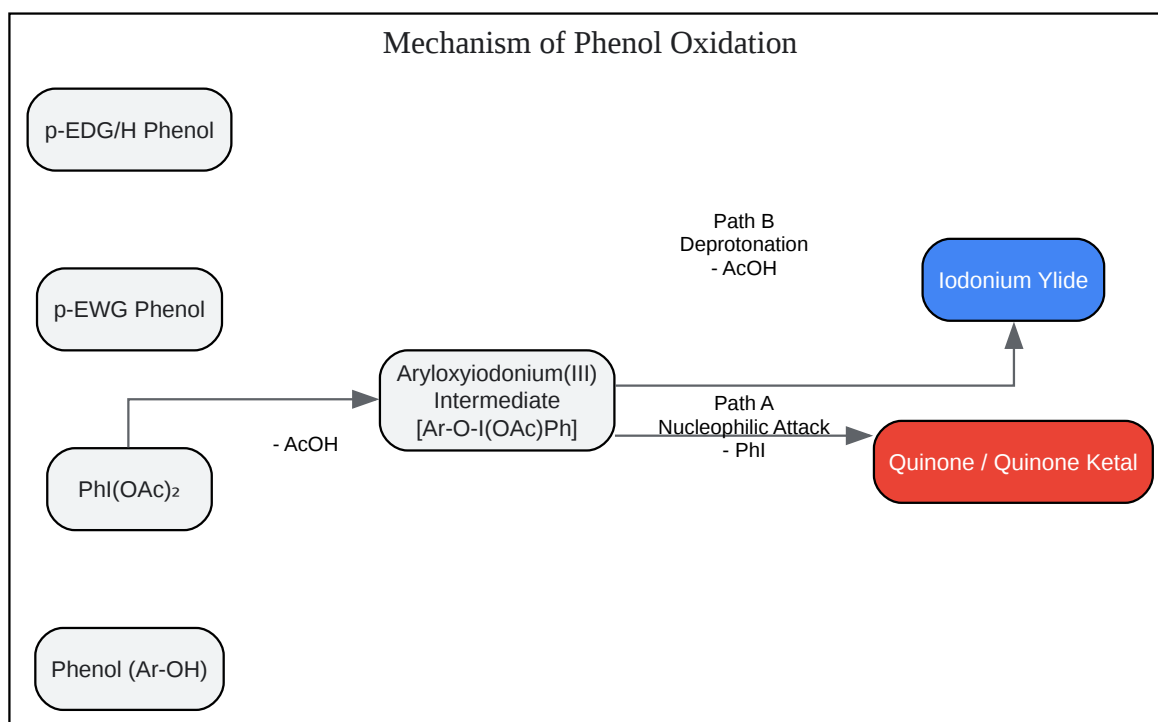 Mechanism of Phenol Oxidation
p-EDG/H Phenol
p-EWG Phenol
PhI(OAc)₂
Phenol (Ar-OH)
- AcOH
Aryloxyiodonium(III)
Intermediate
[Ar-O-I(OAc)Ph]
Path B
Deprotonation
- AcOH
Path A
Nucleophilic Attack
- PhI
Iodonium Ylide
Quinone / Quinone Ketal